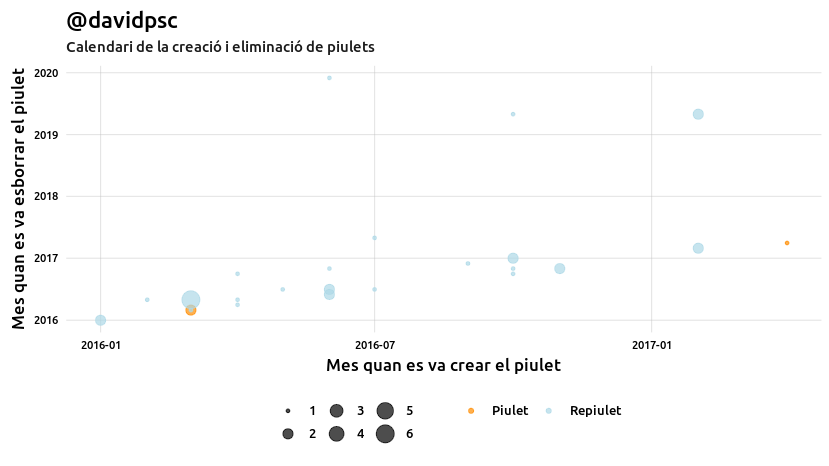 @davidpsc
Calendari de la creació i eliminació de piulets
Mes quan es va esborrar el piulet
2020
2019
2018
2017
2016
2016-01
2016-07
2017-01
Mes quan es va crear el piulet
1 3 5 Piulet Repiulet
2 4 6